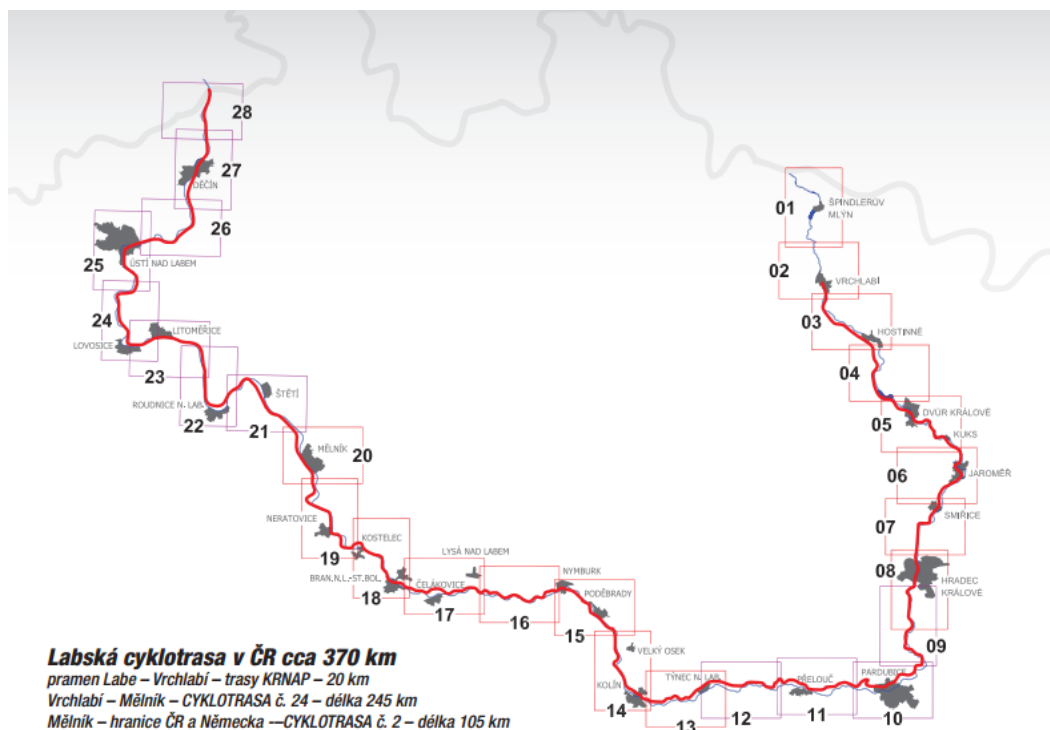 28
27
DĚČÍN
26
25
ÚSTÍ NAD LABEM
24
LITOMĚŘICE
LOVOSICE
23
ROUDNICE N. LAB.
22
ŠTĚTÍ
21
MĚLNÍK
20
NERATOVICE
19
KOSTELEC
BRAN.N.L.-ST.BOL.
18
LYSÁ NAD LABEM
ČELÁKOVICE
17
16
NYMBURK
PODĚBRADY
15
VELKÝ OSEK
KOLÍN
14
TÝNEC N. LAB.
13
12
PŘELOUČ
11
PARDUBICE
10
09
HRADEC
KRÁLOVÉ
08
07
SMIŘICE
06
JAROMĚŘ
KUKS
05
DVŮR KRÁLOVÉ
04
HOSTINNÉ
03
VRCHLABÍ
02
01
ŠPINDLERŮV
MLÝN
Labská cyklotrasa v ČR cca 370 km
pramen Labe – Vrchlabí – trasy KRNAP – 20 km
Vrchlabí – Mělník – CYKLOTRASA č. 24 – délka 245 km
Mělník – hranice ČR a Německa -–CYKLOTRASA č. 2 – délka 105 km